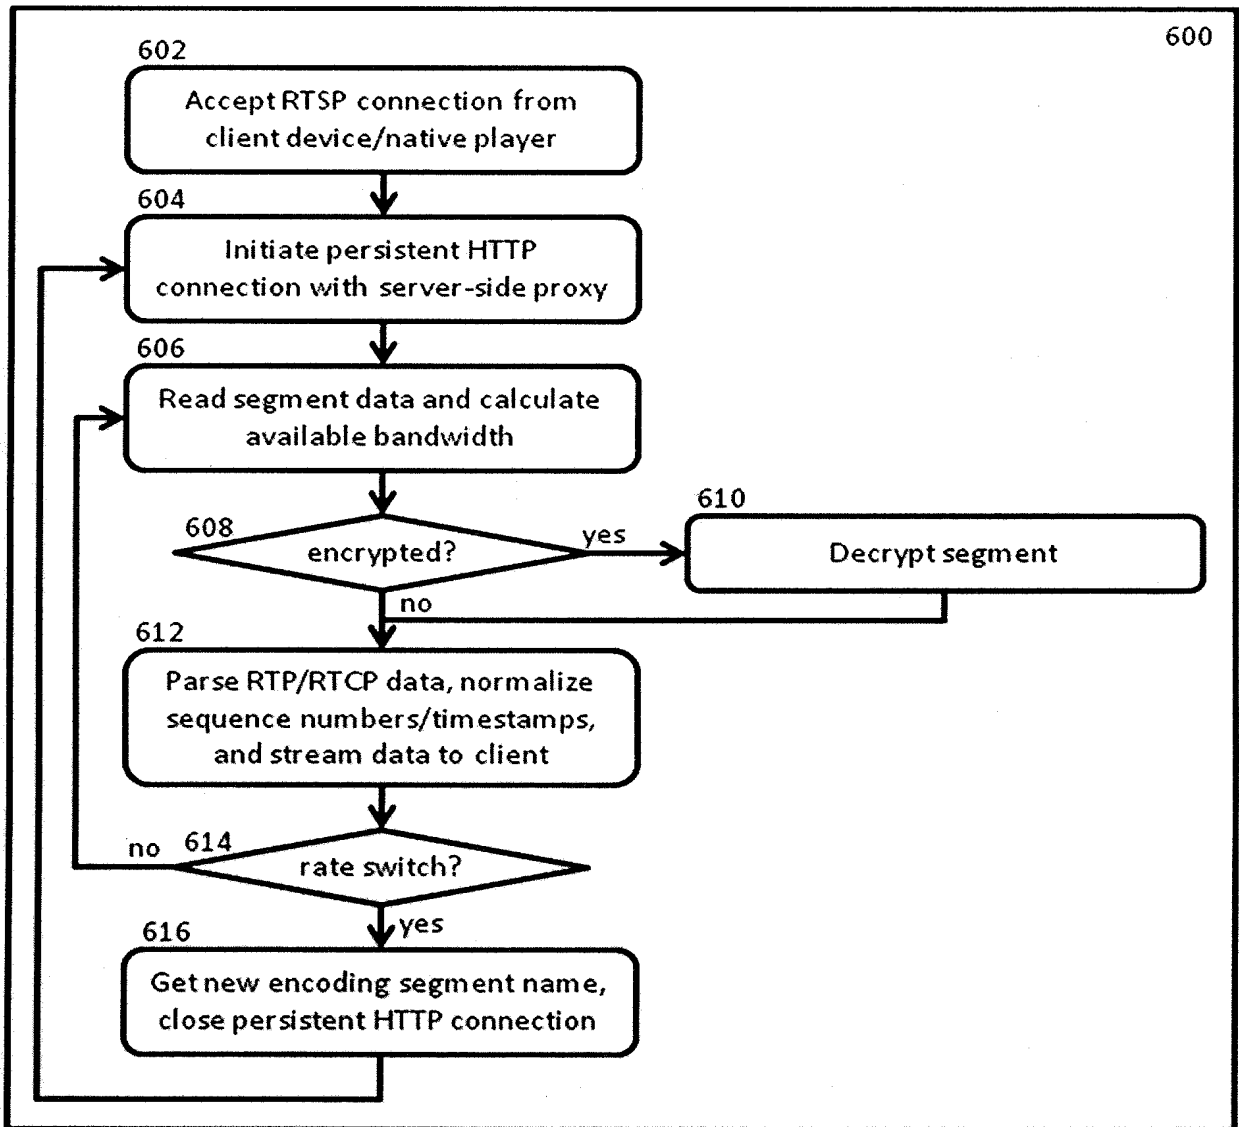 600
602
Accept RTSP connection from
client device/native player
604
Initiate persistent HTTP
connection with server-side proxy
606
Read segment data and calculate
available bandwidth
608
encrypted?
yes
610
Decrypt segment
no
612
Parse RTP/RTCP data, normalize
sequence numbers/timestamps,
and stream data to client
no
614
rate switch?
yes
616
Get new encoding segment name,
close persistent HTTP connection